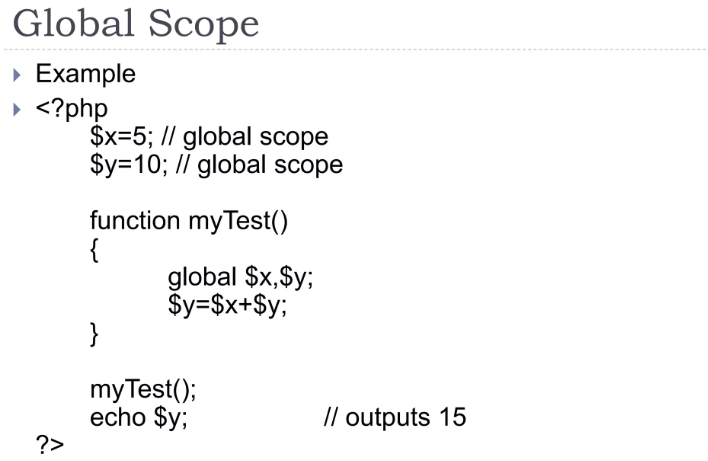 Global Scope
Example
<?php
$x=5; // global scope
$y=10; // global scope
function myTest()
{
global $x,$y;
$y=$x+$y;
}
myTest();
echo $y; // outputs 15
?>